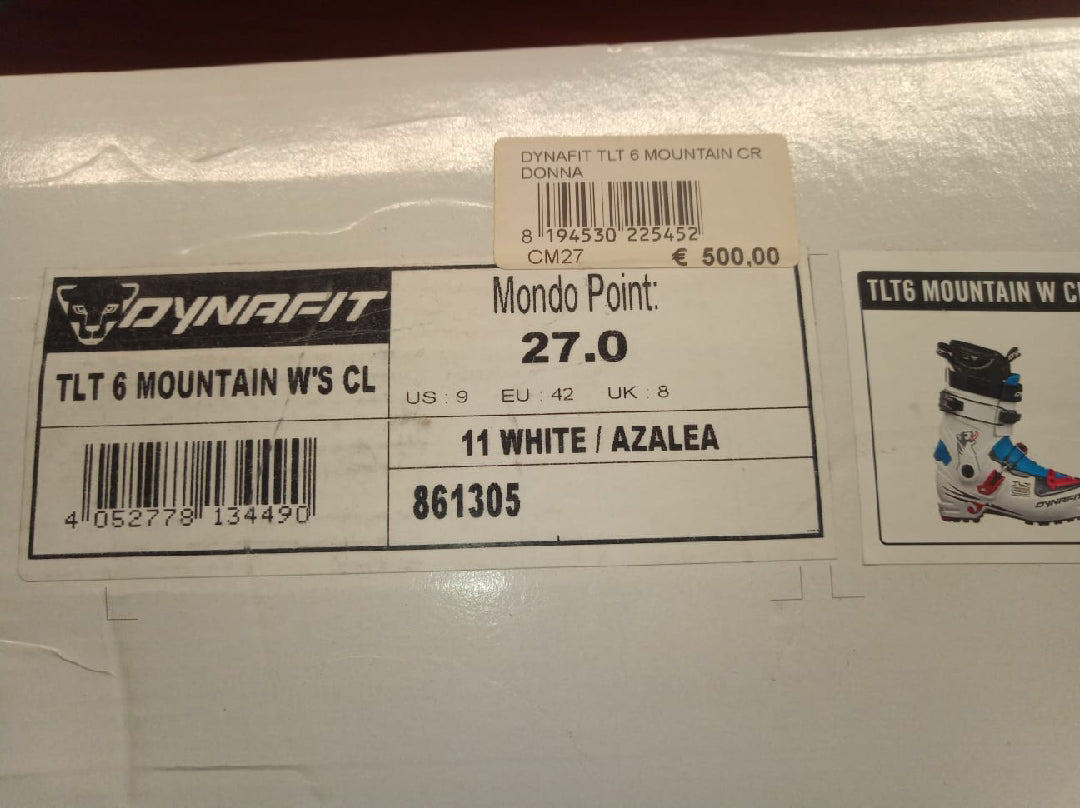 DYNAFIT TLT 6 MOUNTAIN CR
DONNA
8 194530 225452
CM27 € 500,00
DYNAFIT
TLT 6 MOUNTAIN W'S CL
4 052778 134490
Mondo Point:
27.0
US : 9 EU : 42 UK : 8
11 WHITE / AZALEA
861305
TLT6 MOUNTAIN W
DYNAFIT